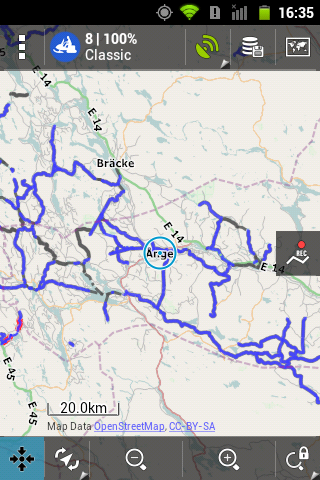 16:35
8 | 100%
Classic
E 14
E 14
Bräcke
E 14
Ånge
E 14
REC
E 45
E 45
20.0km
Map Data OpenStreetMap, CC-BY-SA